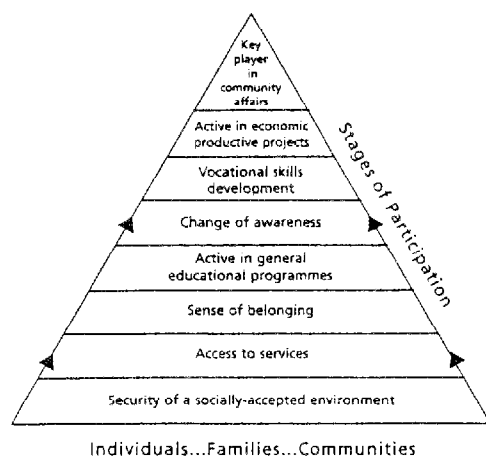 Key
player
in
community
affairs
Active in economic
productive projects
Vocational skills
development
Change of awareness
Active in general
educational programmes
Sense of belonging
Access to services
Security of a socially-accepted environment
Stages of Participation
Individuals...Families...Communities